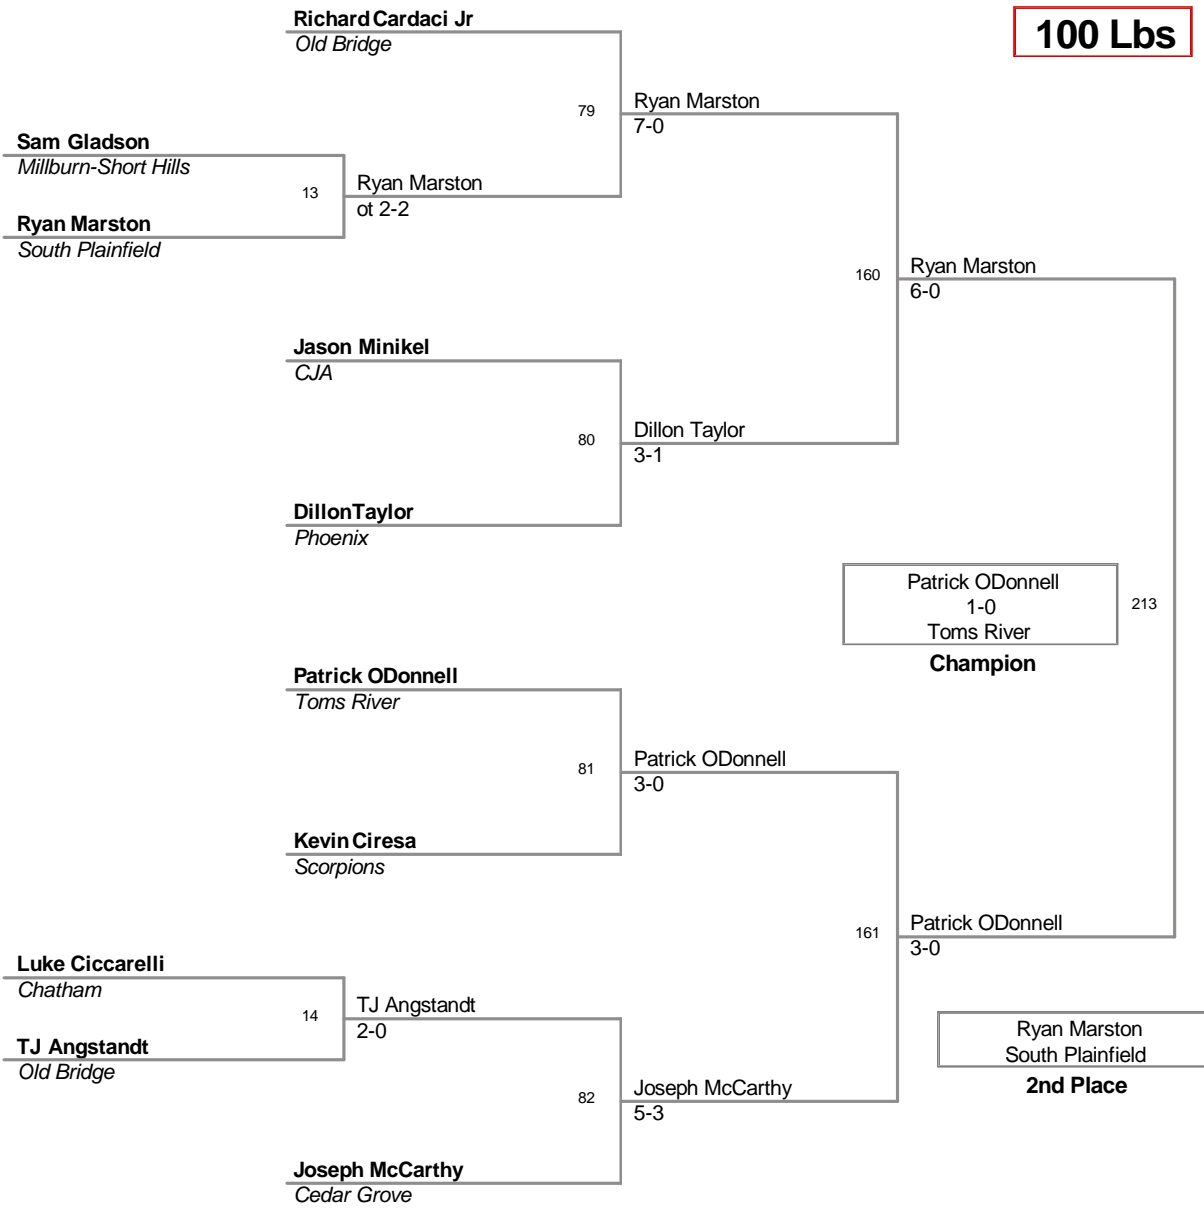 Richard Cardaci Jr
Old Bridge
100 Lbs
79
Ryan Marston
7-0
Sam Gladson
Millburn-Short Hills
13
Ryan Marston
ot 2-2
Ryan Marston
South Plainfield
160
Ryan Marston
6-0
Jason Minikel
CJA
80
Dillon Taylor
3-1
DillonTaylor
Phoenix
Patrick ODonnell
1-0
Toms River
213
Champion
Patrick ODonnell
Toms River
81
Patrick ODonnell
3-0
Kevin Ciresa
Scorpions
161
Patrick ODonnell
3-0
Luke Ciccarelli
Chatham
14
TJ Angstandt
2-0
TJ Angstandt
Old Bridge
Ryan Marston
South Plainfield
2nd Place
82
Joseph McCarthy
5-3
Joseph McCarthy
Cedar Grove